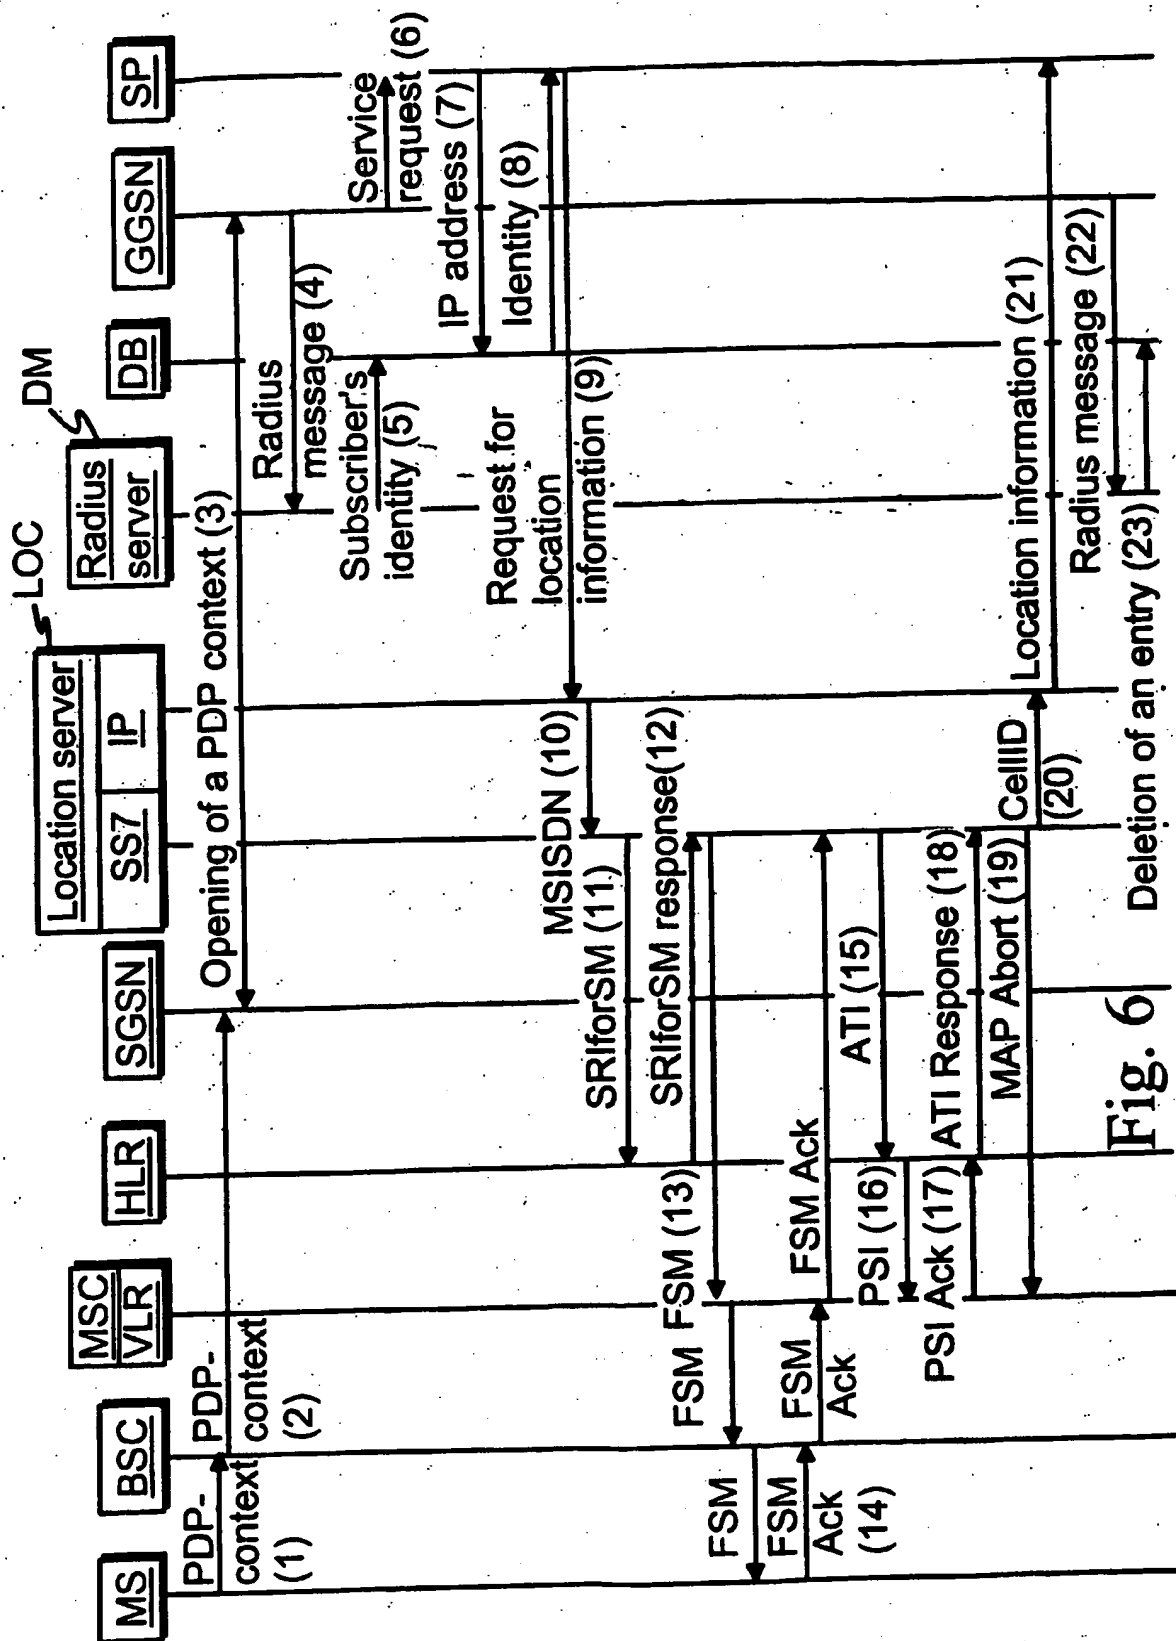 MS
BSC
MSC
VLR
HLR
SGSN
Location server
SS7
IP
LOC
Radius
server
DM
DB
GGSN
SP
PDP-
context
(1)
PDP-
context
(2)
Opening of a PDP context (3)
Radius
message (4)
Subscriber's
identity (5)
Service
request (6)
IP address (7)
Identity (8)
Request for
location
information (9)
MSISDN (10)
SRIforSM (11)
SRIforSM response(12)
FSM (13)
FSM
FSM
FSM
Ack
(14)
FSM
Ack
FSM Ack
ATI (15)
PSI (16)
PSI Ack (17)
ATI Response (18)
MAP Abort (19)
CellID
(20)
Location information (21)
Radius message (22)
Deletion of an entry (23)
Fig. 6